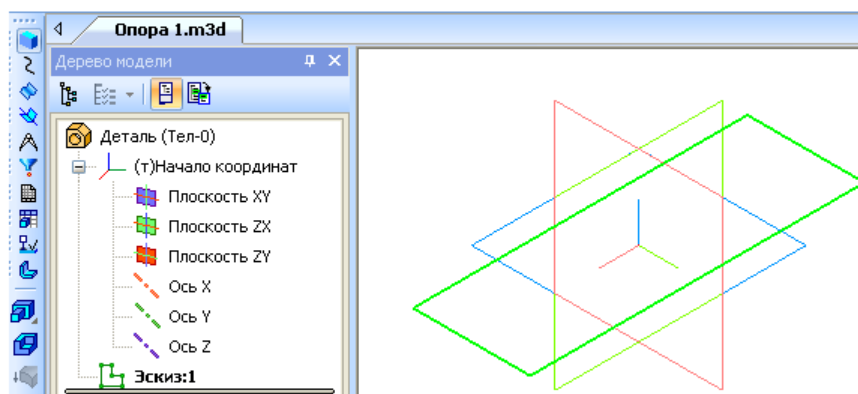 Опора 1.m3d
Дерево модели
Деталь (Тел-0)
(т)Начало координат
Плоскость XY
Плоскость ZX
Плоскость ZY
Ось X
Ось Y
Ось Z
Эскиз:1